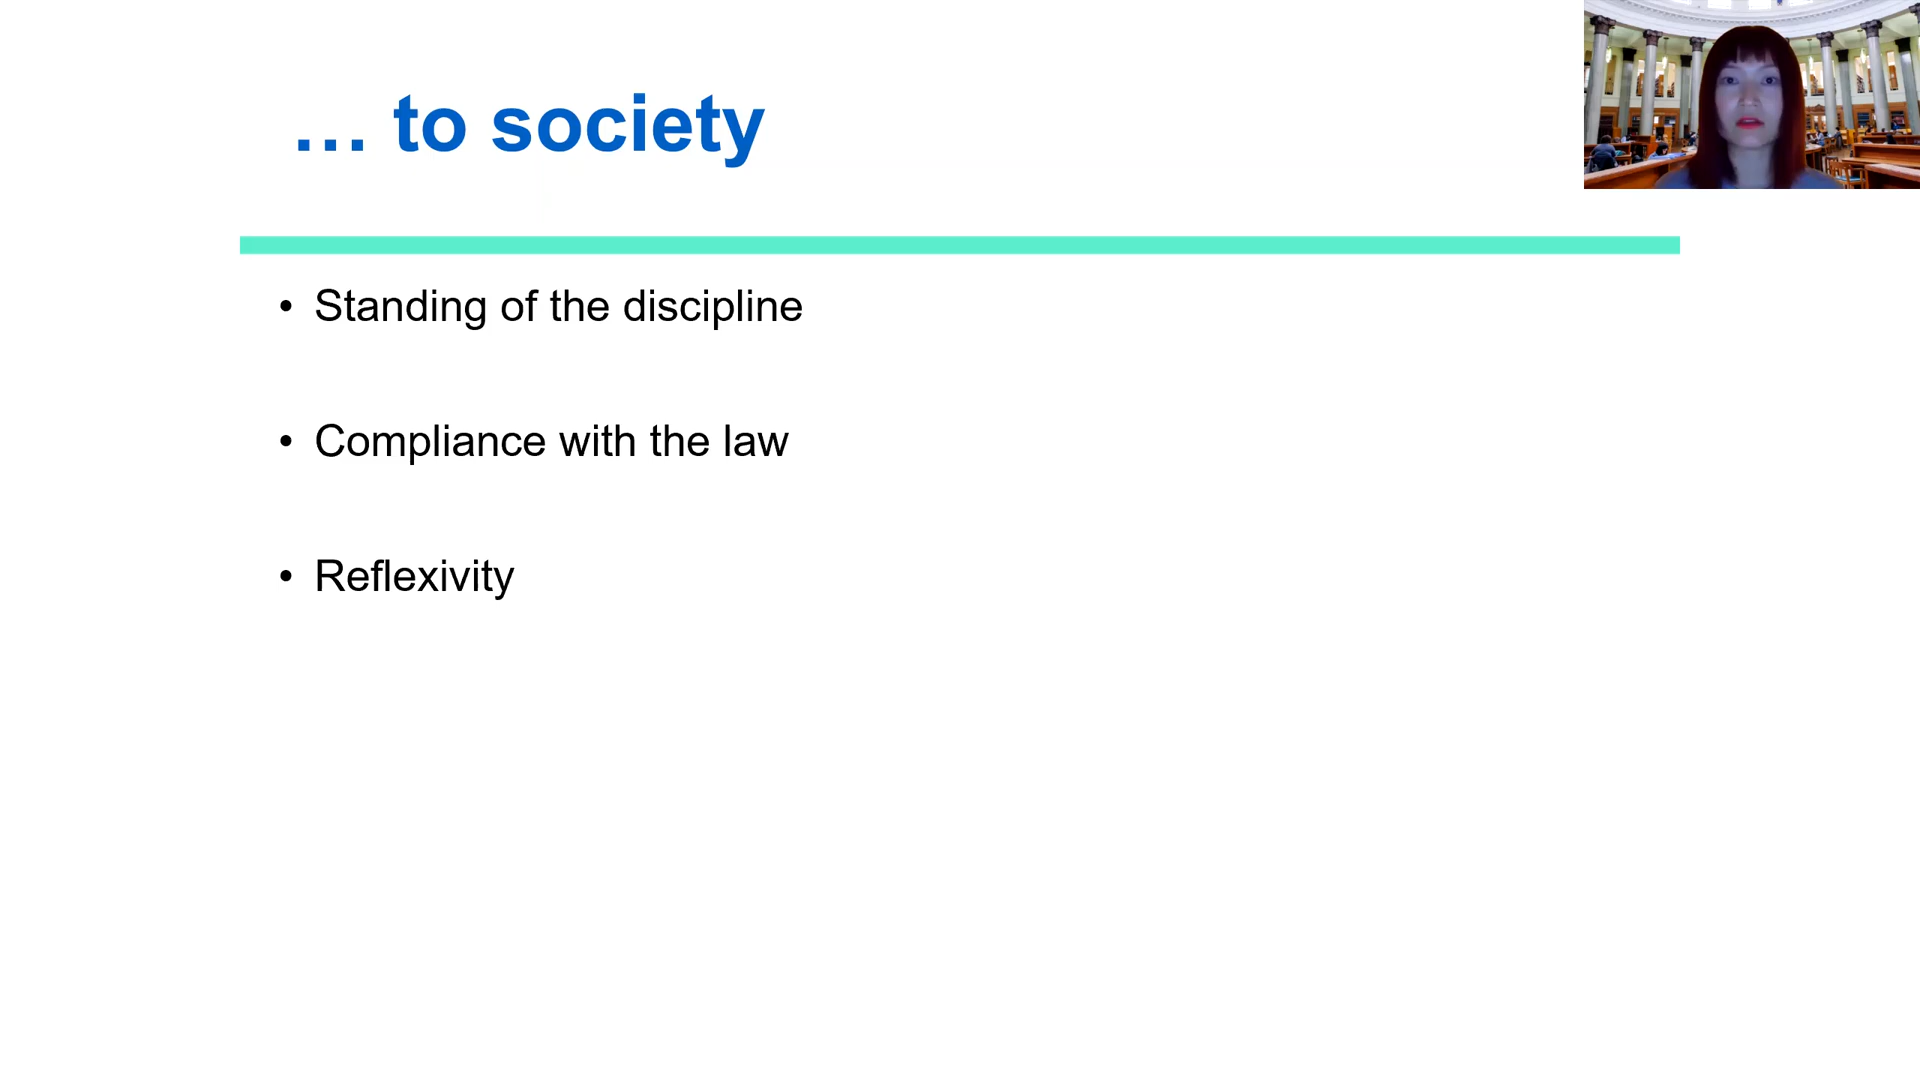 … to society
• Standing of the discipline
• Compliance with the law
• Reflexivity